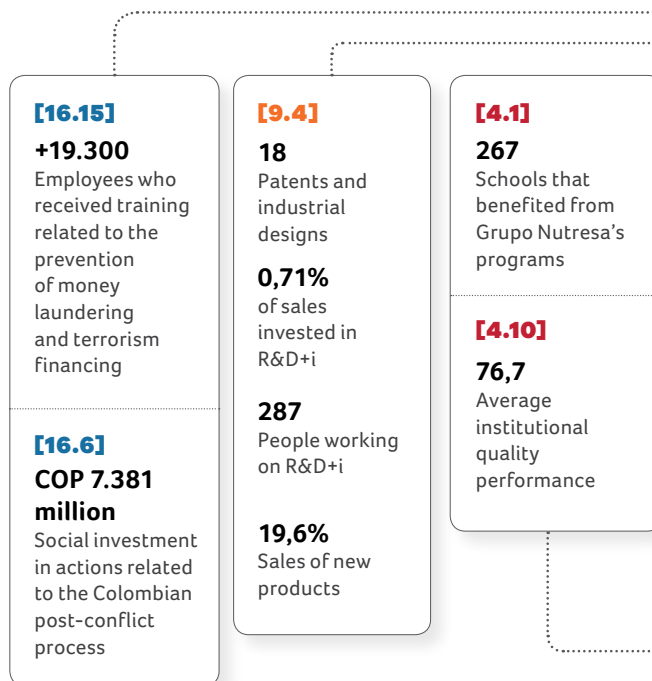 [16.15]
+19.300
Employees who
received training
related to the
prevention
of money
laundering
and terrorism
financing
[16.6]
COP 7.381
million
Social investment
in actions related
to the Colombian
post-conflict
process
[9.4]
18
Patents and
industrial
designs
0,71%
of sales
invested in
R&D+i
287
People working
on R&D+i
19,6%
Sales of new
products
[4.1]
267
Schools that
benefited from
Grupo Nutresa’s
programs
[4.10]
76,7
Average
institutional
quality
performance